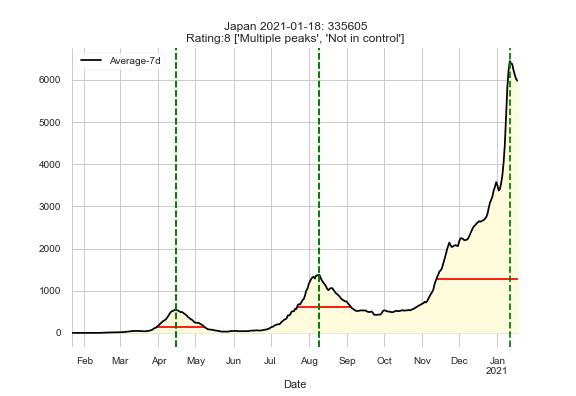 Japan 2021-01-18: 335605
Rating:8 ['Multiple peaks', 'Not in control']
Average-7d
6000
5000
4000
3000
2000
1000
0
Feb Mar Apr May Jun Jul Aug Sep Oct Nov Dec Jan
2021
Date